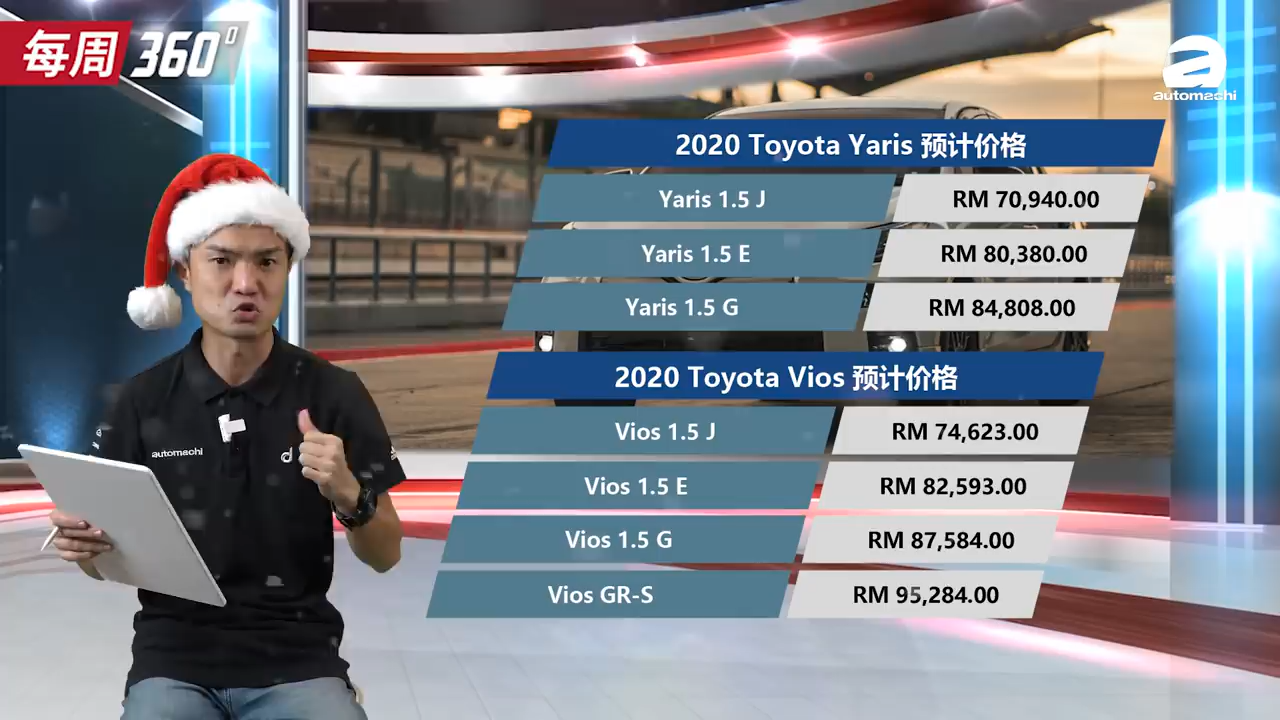 每周 360°
automachi
2020 Toyota Yaris 预计价格
Yaris 1.5 J RM 70,940.00
Yaris 1.5 E RM 80,380.00
Yaris 1.5 G RM 84,808.00
2020 Toyota Vios 预计价格
Vios 1.5 J RM 74,623.00
Vios 1.5 E RM 82,593.00
Vios 1.5 G RM 87,584.00
Vios GR-S RM 95,284.00
automachi